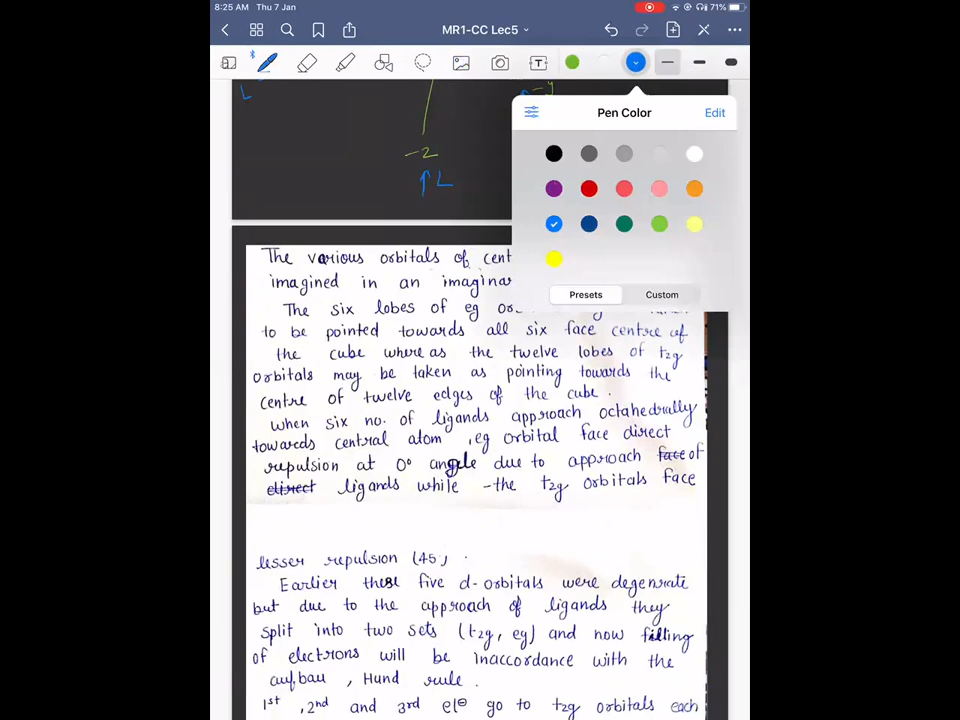 8:25 AM Thu 7 Jan
71%
MR1-CC Lec5
T
Pen Color
Edit
Presets
Custom
L
-y
-z
L
The various orbitals of cent
imagined in an imagina
The six lobes of eg or
to be pointed towards all six face centre of
the cube where as the twelve lobes of t2g
orbitals may be taken as pointing towards the
centre of twelve edges of the cube.
when six no. of ligands approach octahedrally
towards central atom, eg orbital face direct
repulsion at 0° angle due to approach face of
direct ligands while -the t2g orbitals face
lesser repulsion (45°) .
Earlier these five d-orbitals were degenrate
but due to the approach of ligands they
split into two sets (t2g, eg) and now filling
of electrons will be inaccordance with the
aufbau, Hund rule.
1st, 2nd and 3rd el⊖ go to t2g orbitals each